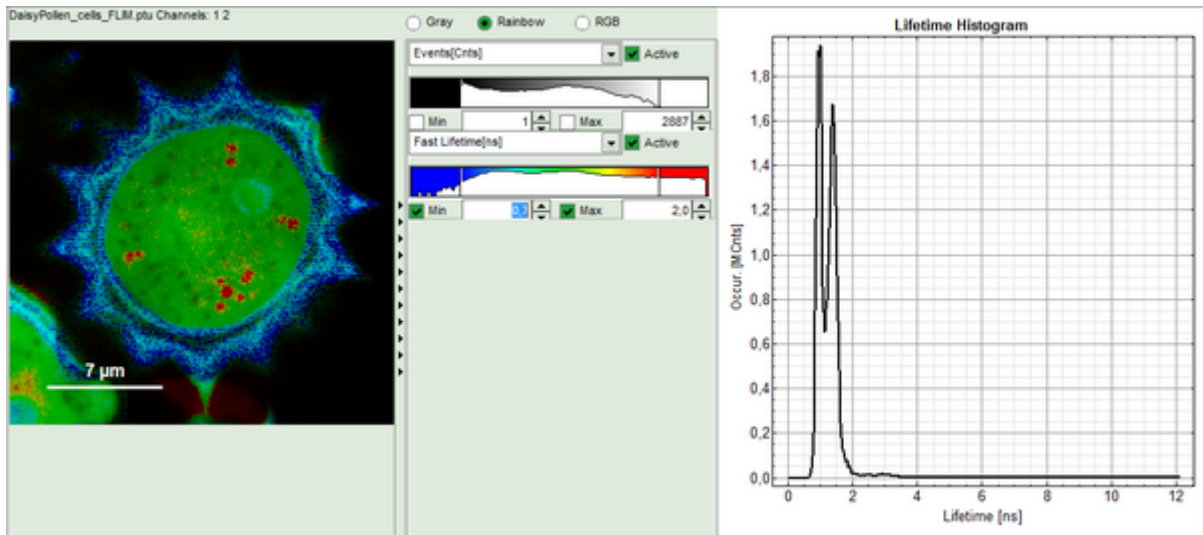 DaisyPollen_cells_FLIM.ptu Channels: 1 2
Gray Rainbow RGB
Events[Cnts] Active
Min 1 Max 2887
Fast Lifetime[ns] Active
Min 0,7 Max 2,0
7 µm
Lifetime Histogram
Occur. [MCnts]
1,8
1,6
1,4
1,2
1,0
0,8
0,6
0,4
0,2
0,0
0 2 4 6 8 10 12
Lifetime [ns]